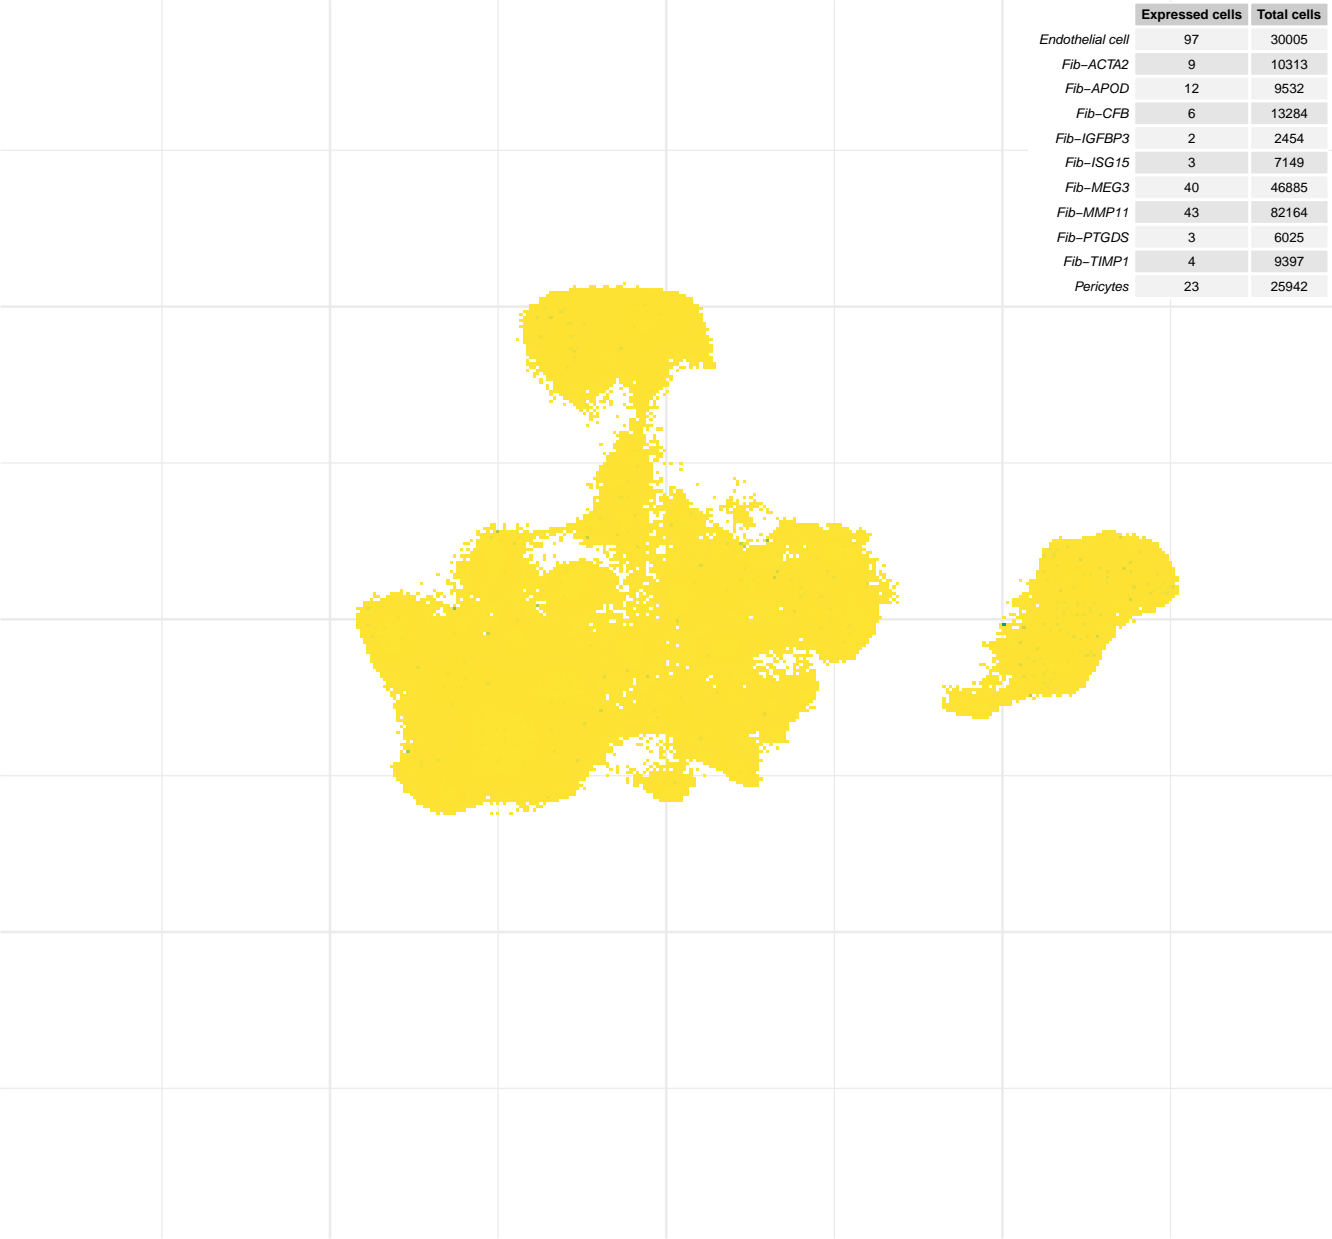 Expressed cells Total cells
Endothelial cell 97 30005
Fib−ACTA2 9 10313
Fib−APOD 12 9532
Fib−CFB 6 13284
Fib−IGFBP3 2 2454
Fib−ISG15 3 7149
Fib−MEG3 40 46885
Fib−MMP11 43 82164
Fib−PTGDS 3 6025
Fib−TIMP1 4 9397
Pericytes 23 25942